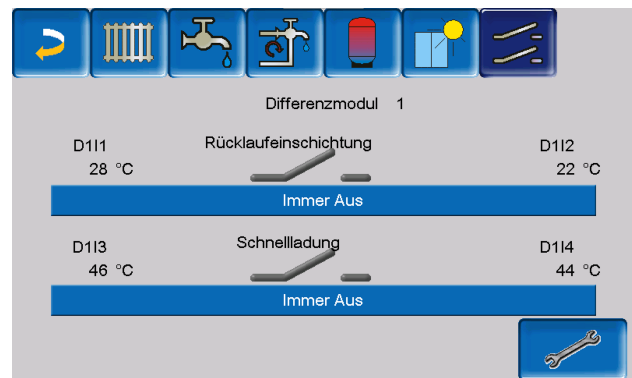 Differenzmodul 1
D1I1 Rücklaufeinschichtung D1I2
28 °C 22 °C
Immer Aus
D1I3 Schnellladung D1I4
46 °C 44 °C
Immer Aus